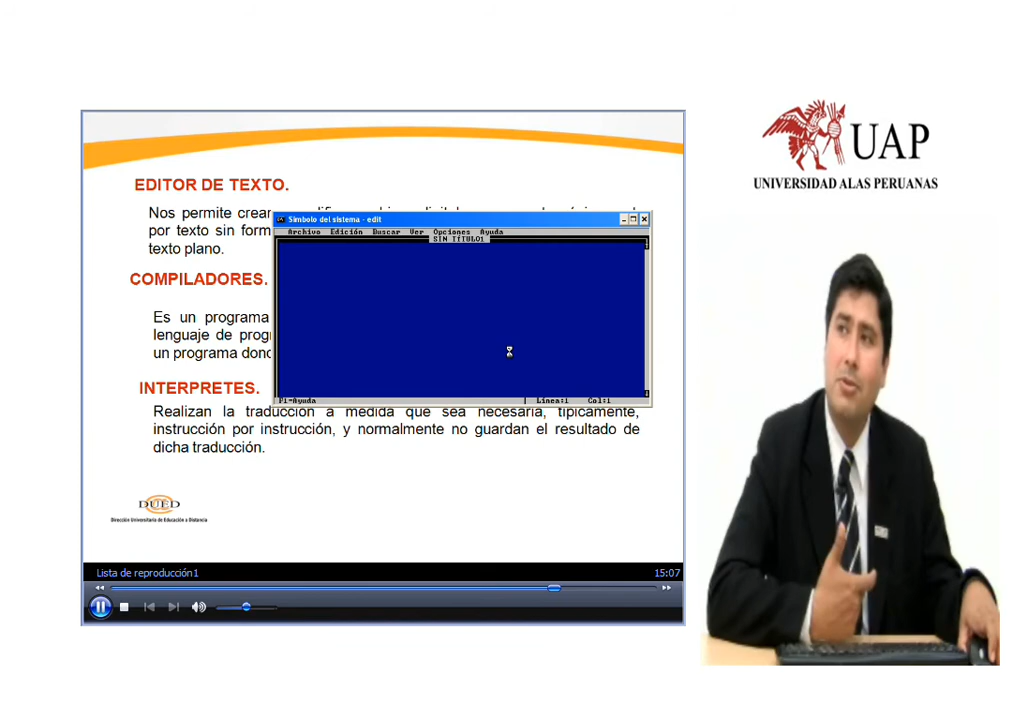 UAP
UNIVERSIDAD ALAS PERUANAS
EDITOR DE TEXTO.
Nos permite crear
por texto sin form
texto plano.
Símbolo del sistema - edit
Archivo Edición Buscar Ver Opciones Ayuda
SIN TÍTULO1
F1=Ayuda Línea:1 Col:1
COMPILADORES.
Es un programa
lenguaje de prog
un programa dond
INTERPRETES.
Realizan la traducción a medida que sea necesaria, típicamente,
instrucción por instrucción, y normalmente no guardan el resultado de
dicha traducción.
DUED
Dirección Universitaria de Educación a Distancia
Lista de reproducción1 15:07